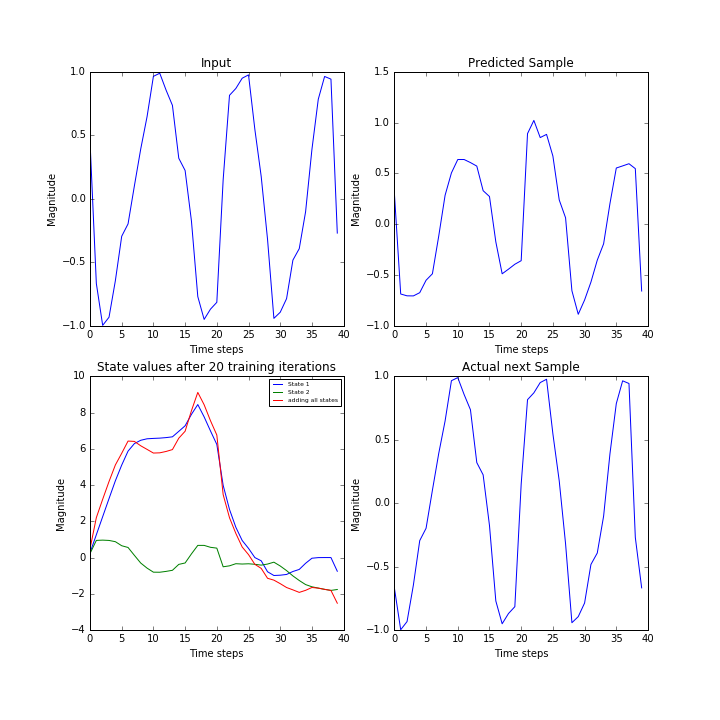 Input
Predicted Sample
1.0
0.5
0.0
−0.5
−1.0
Magnitude
0 5 10 15 20 25 30 35 40
Time steps
1.5
1.0
0.5
0.0
−0.5
−1.0
Magnitude
0 5 10 15 20 25 30 35 40
Time steps
State values after 20 training iterations
Actual next Sample
10
8
6
4
2
0
−2
−4
Magnitude
State 1
State 2
adding all states
0 5 10 15 20 25 30 35 40
Time steps
1.0
0.5
0.0
−0.5
−1.0
Magnitude
0 5 10 15 20 25 30 35 40
Time steps